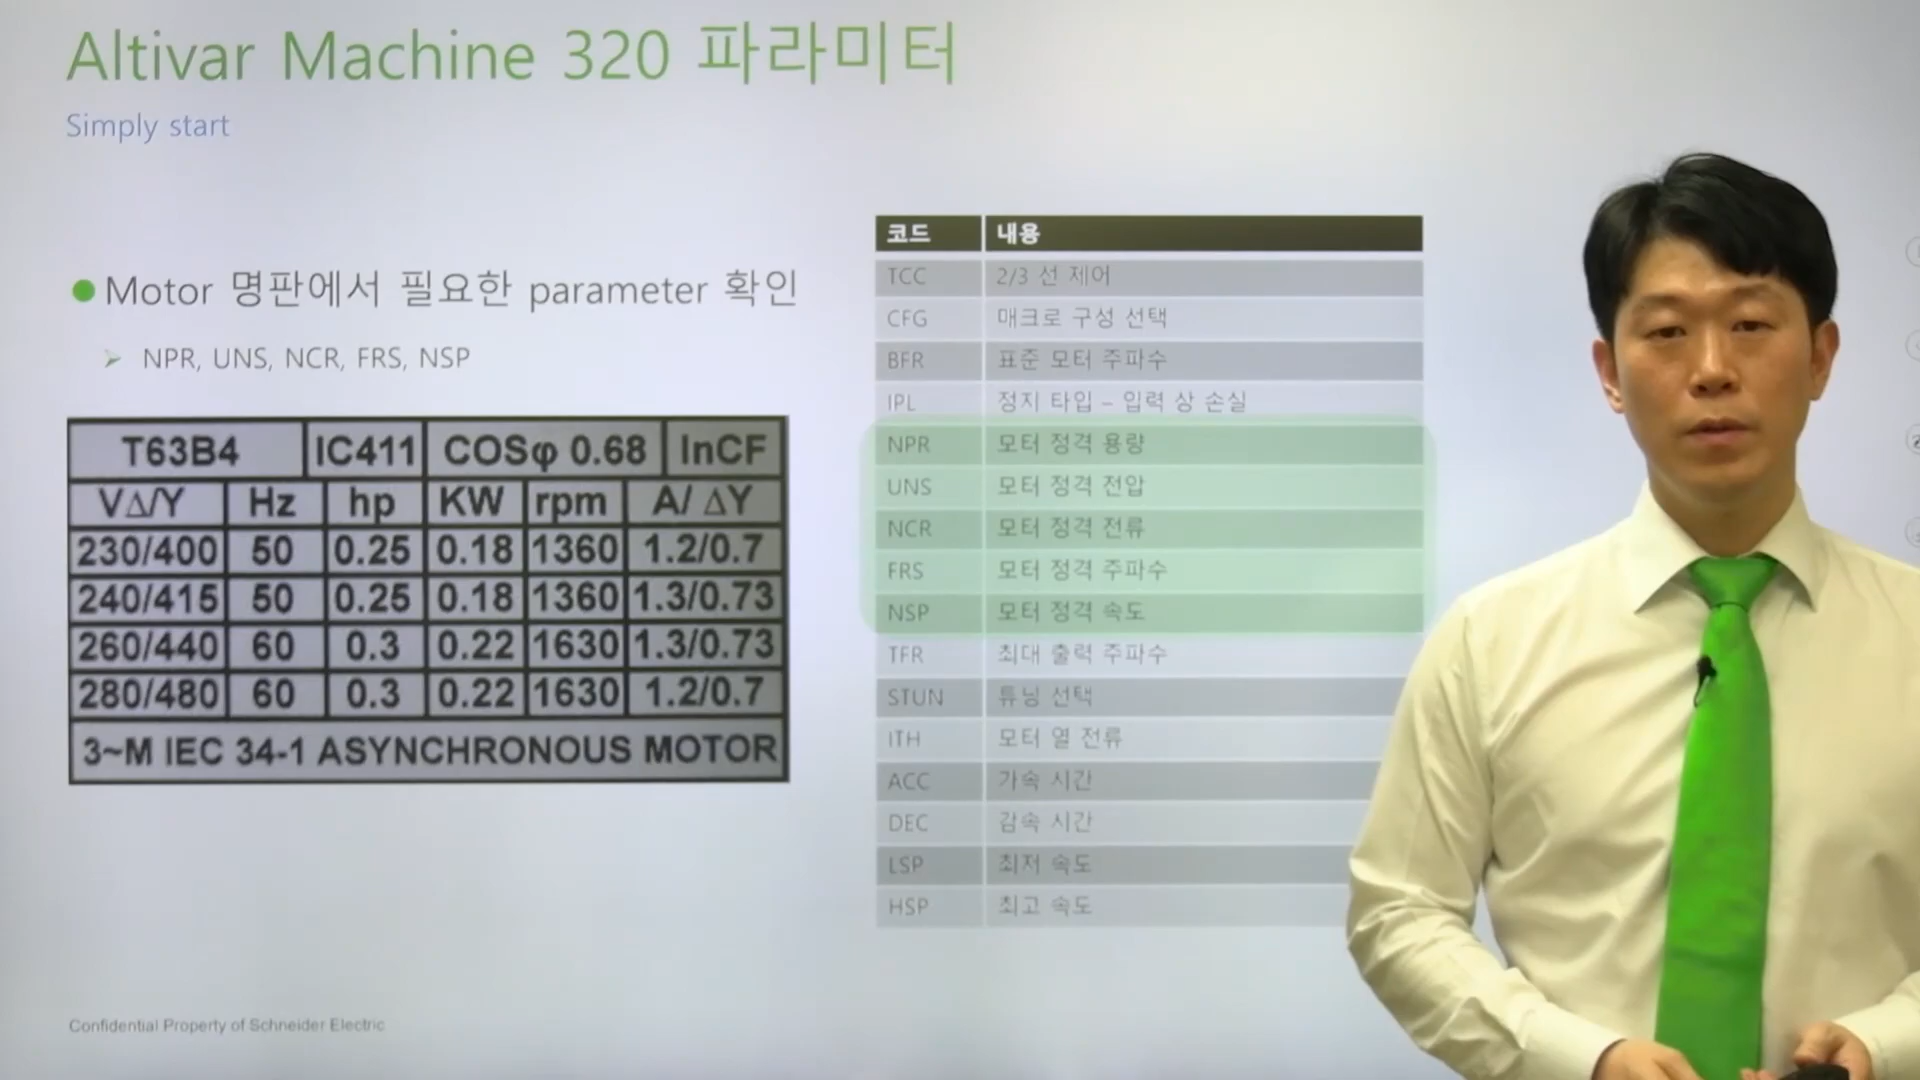 Altivar Machine 320 파라미터
Simply start
Motor 명판에서 필요한 parameter 확인
NPR, UNS, NCR, FRS, NSP
T63B4 IC411 COSφ 0.68 InCF
V∆/Y Hz hp KW rpm A/ ∆Y
230/400 50 0.25 0.18 1360 1.2/0.7
240/415 50 0.25 0.18 1360 1.3/0.73
260/440 60 0.3 0.22 1630 1.3/0.73
280/480 60 0.3 0.22 1630 1.2/0.7
3~M IEC 34-1 ASYNCHRONOUS MOTOR
코드 내용
TCC 2/3 선 제어
CFG 매크로 구성 선택
BFR 표준 모터 주파수
IPL 정지 타입 – 입력 상 손실
NPR 모터 정격 용량
UNS 모터 정격 전압
NCR 모터 정격 전류
FRS 모터 정격 주파수
NSP 모터 정격 속도
TFR 최대 출력 주파수
STUN 튜닝 선택
ITH 모터 열 전류
ACC 가속 시간
DEC 감속 시간
LSP 최저 속도
HSP 최고 속도
Confidential Property of Schneider Electric